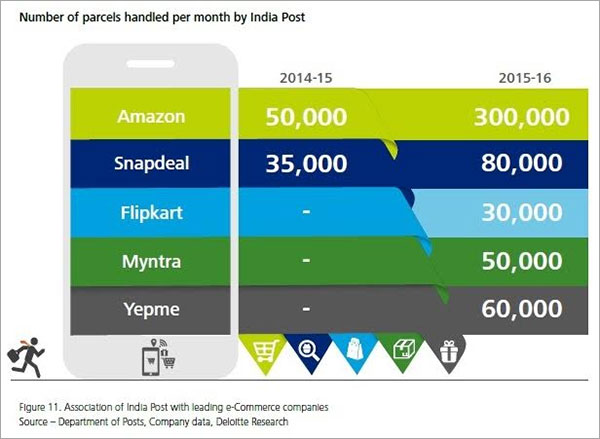 Number of parcels handled per month by India Post
2014-15 2015-16
Amazon 50,000 300,000
Snapdeal 35,000 80,000
Flipkart - 30,000
Myntra - 50,000
Yepme - 60,000
Figure 11. Association of India Post with leading e-Commerce companies
Source – Department of Posts, Company data, Deloitte Research